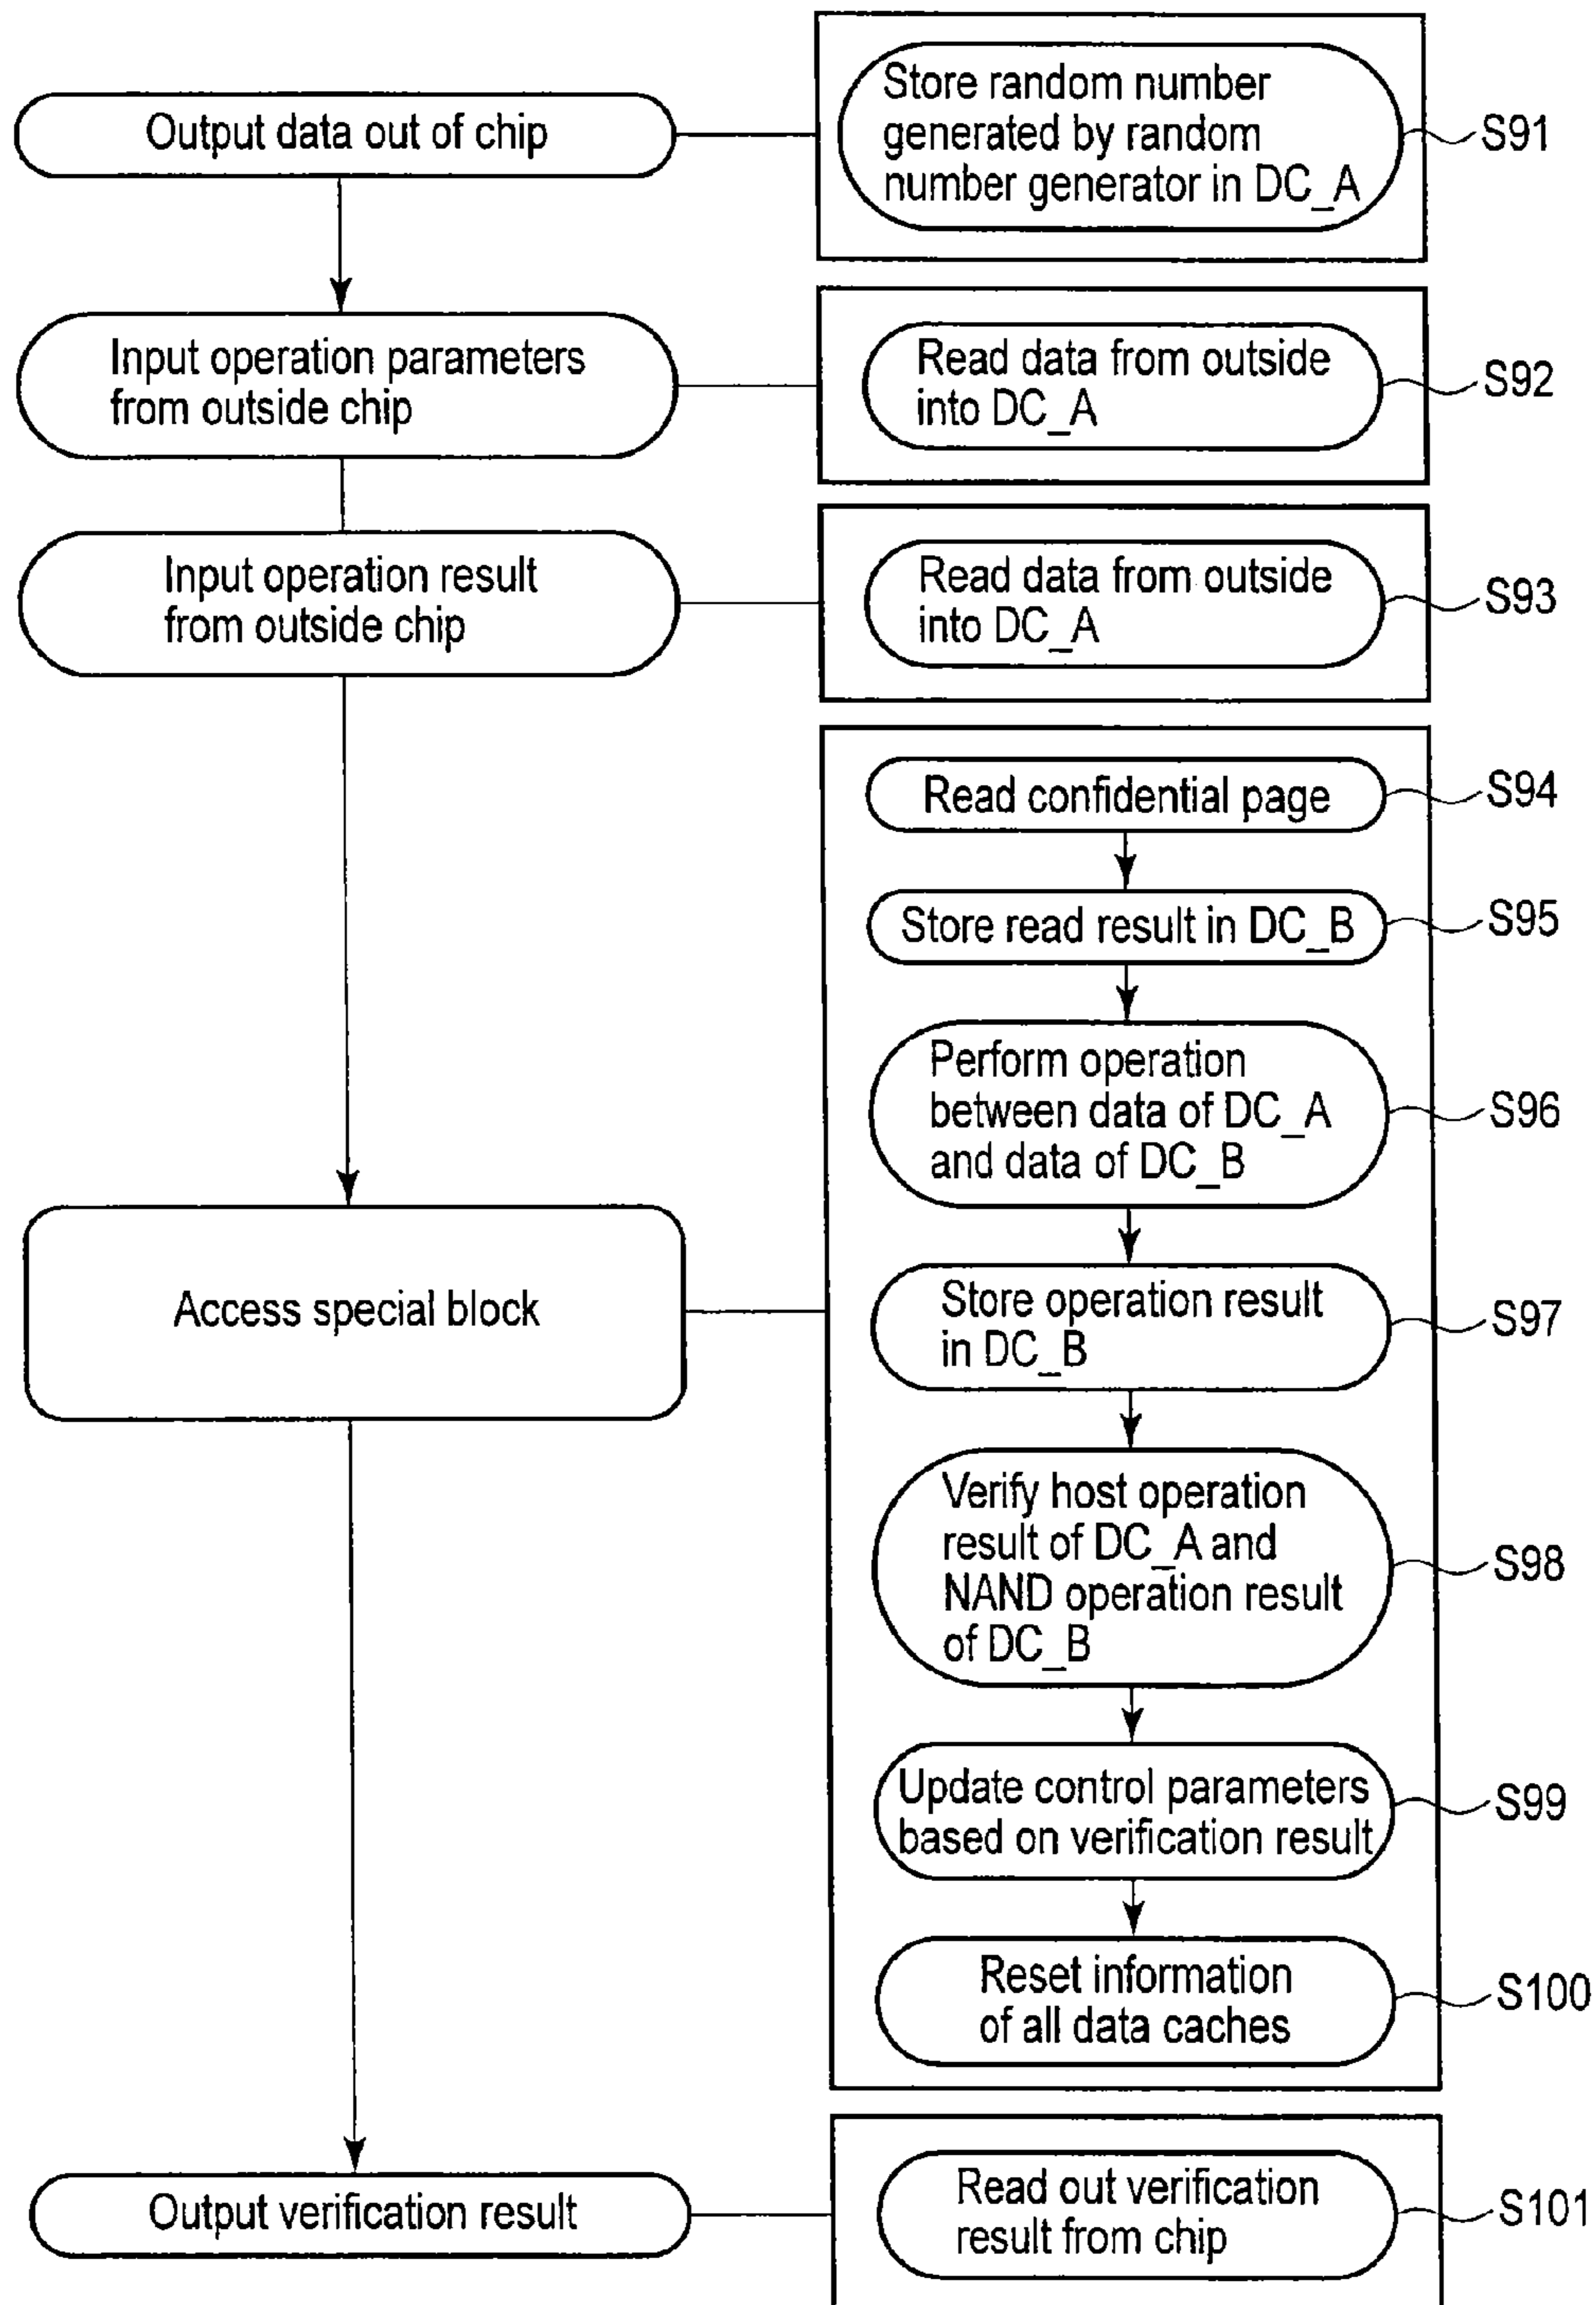 Output data out of chip
Store random number
generated by random
number generator in DC_A
S91
Input operation parameters
from outside chip
Read data from outside
into DC_A
S92
Input operation result
from outside chip
Read data from outside
into DC_A
S93
Read confidential page
S94
Store read result in DC_B
S95
Perform operation
between data of DC_A
and data of DC_B
S96
Access special block
Store operation result
in DC_B
S97
Verify host operation
result of DC_A and
NAND operation result
of DC_B
S98
Update control parameters
based on verification result
S99
Reset information
of all data caches
S100
Output verification result
Read out verification
result from chip
S101